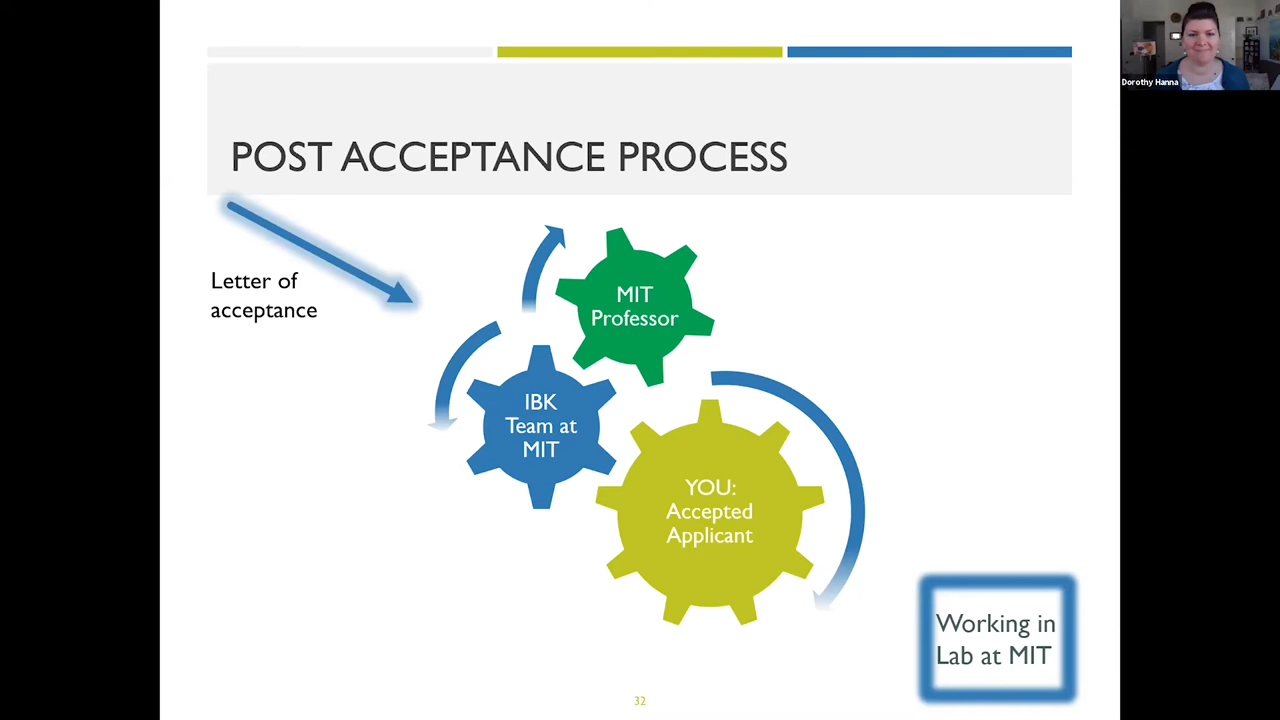 Dorothy Hanna
POST ACCEPTANCE PROCESS
Letter of
acceptance
MIT
Professor
IBK
Team at
MIT
YOU:
Accepted
Applicant
Working in
Lab at MIT
32